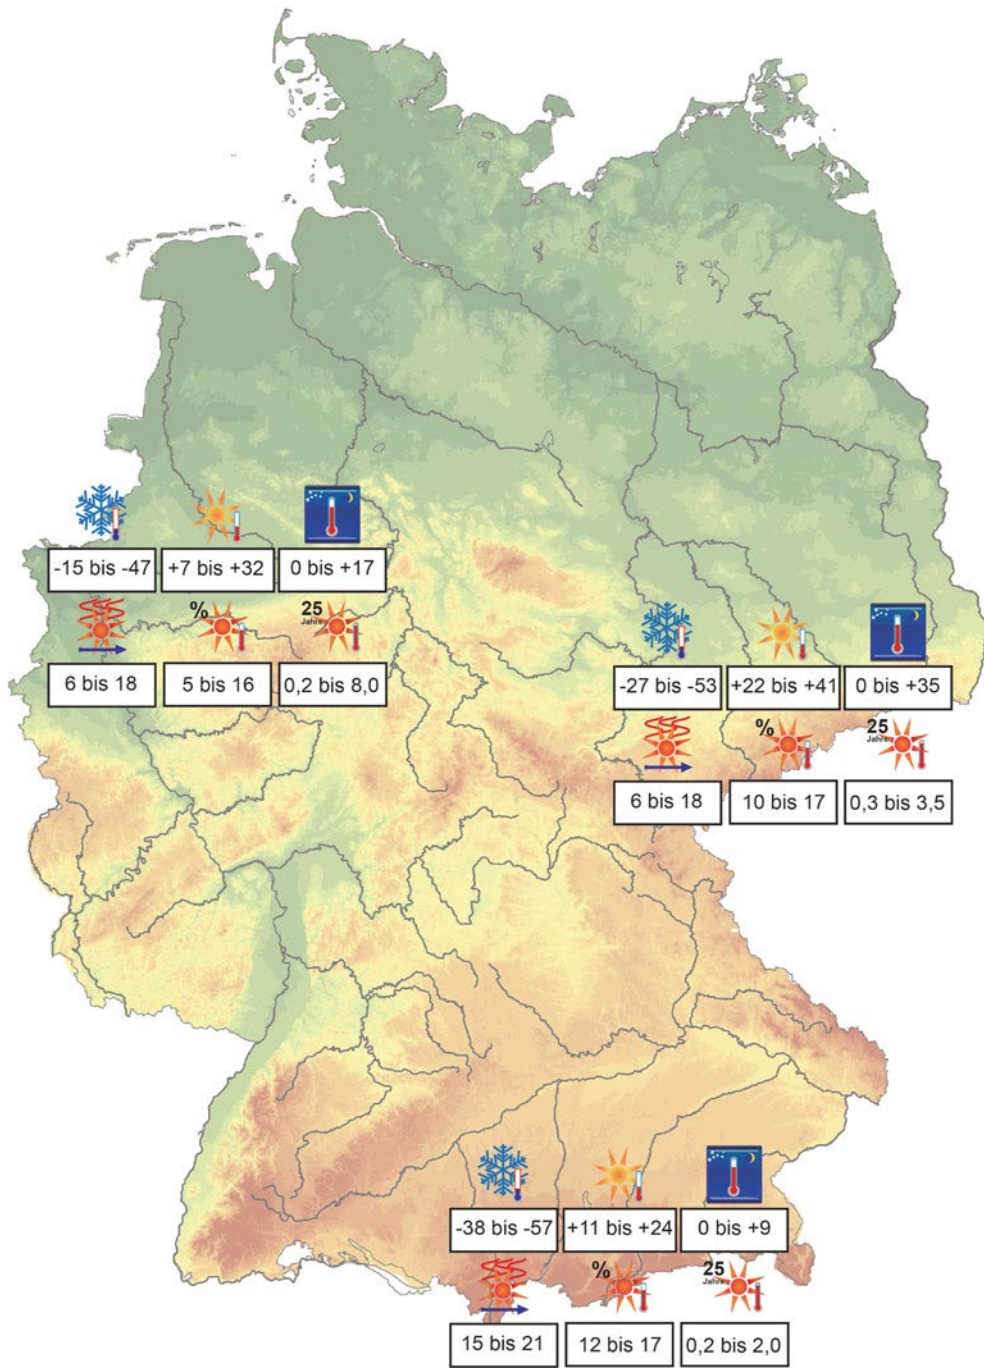 -15 bis -47
+7 bis +32
0 bis +17
%
25
Jahre
6 bis 18
5 bis 16
0,2 bis 8,0
-27 bis -53
+22 bis +41
0 bis +35
%
25
Jahre
6 bis 18
10 bis 17
0,3 bis 3,5
-38 bis -57
+11 bis +24
0 bis +9
%
25
Jahre
15 bis 21
12 bis 17
0,2 bis 2,0